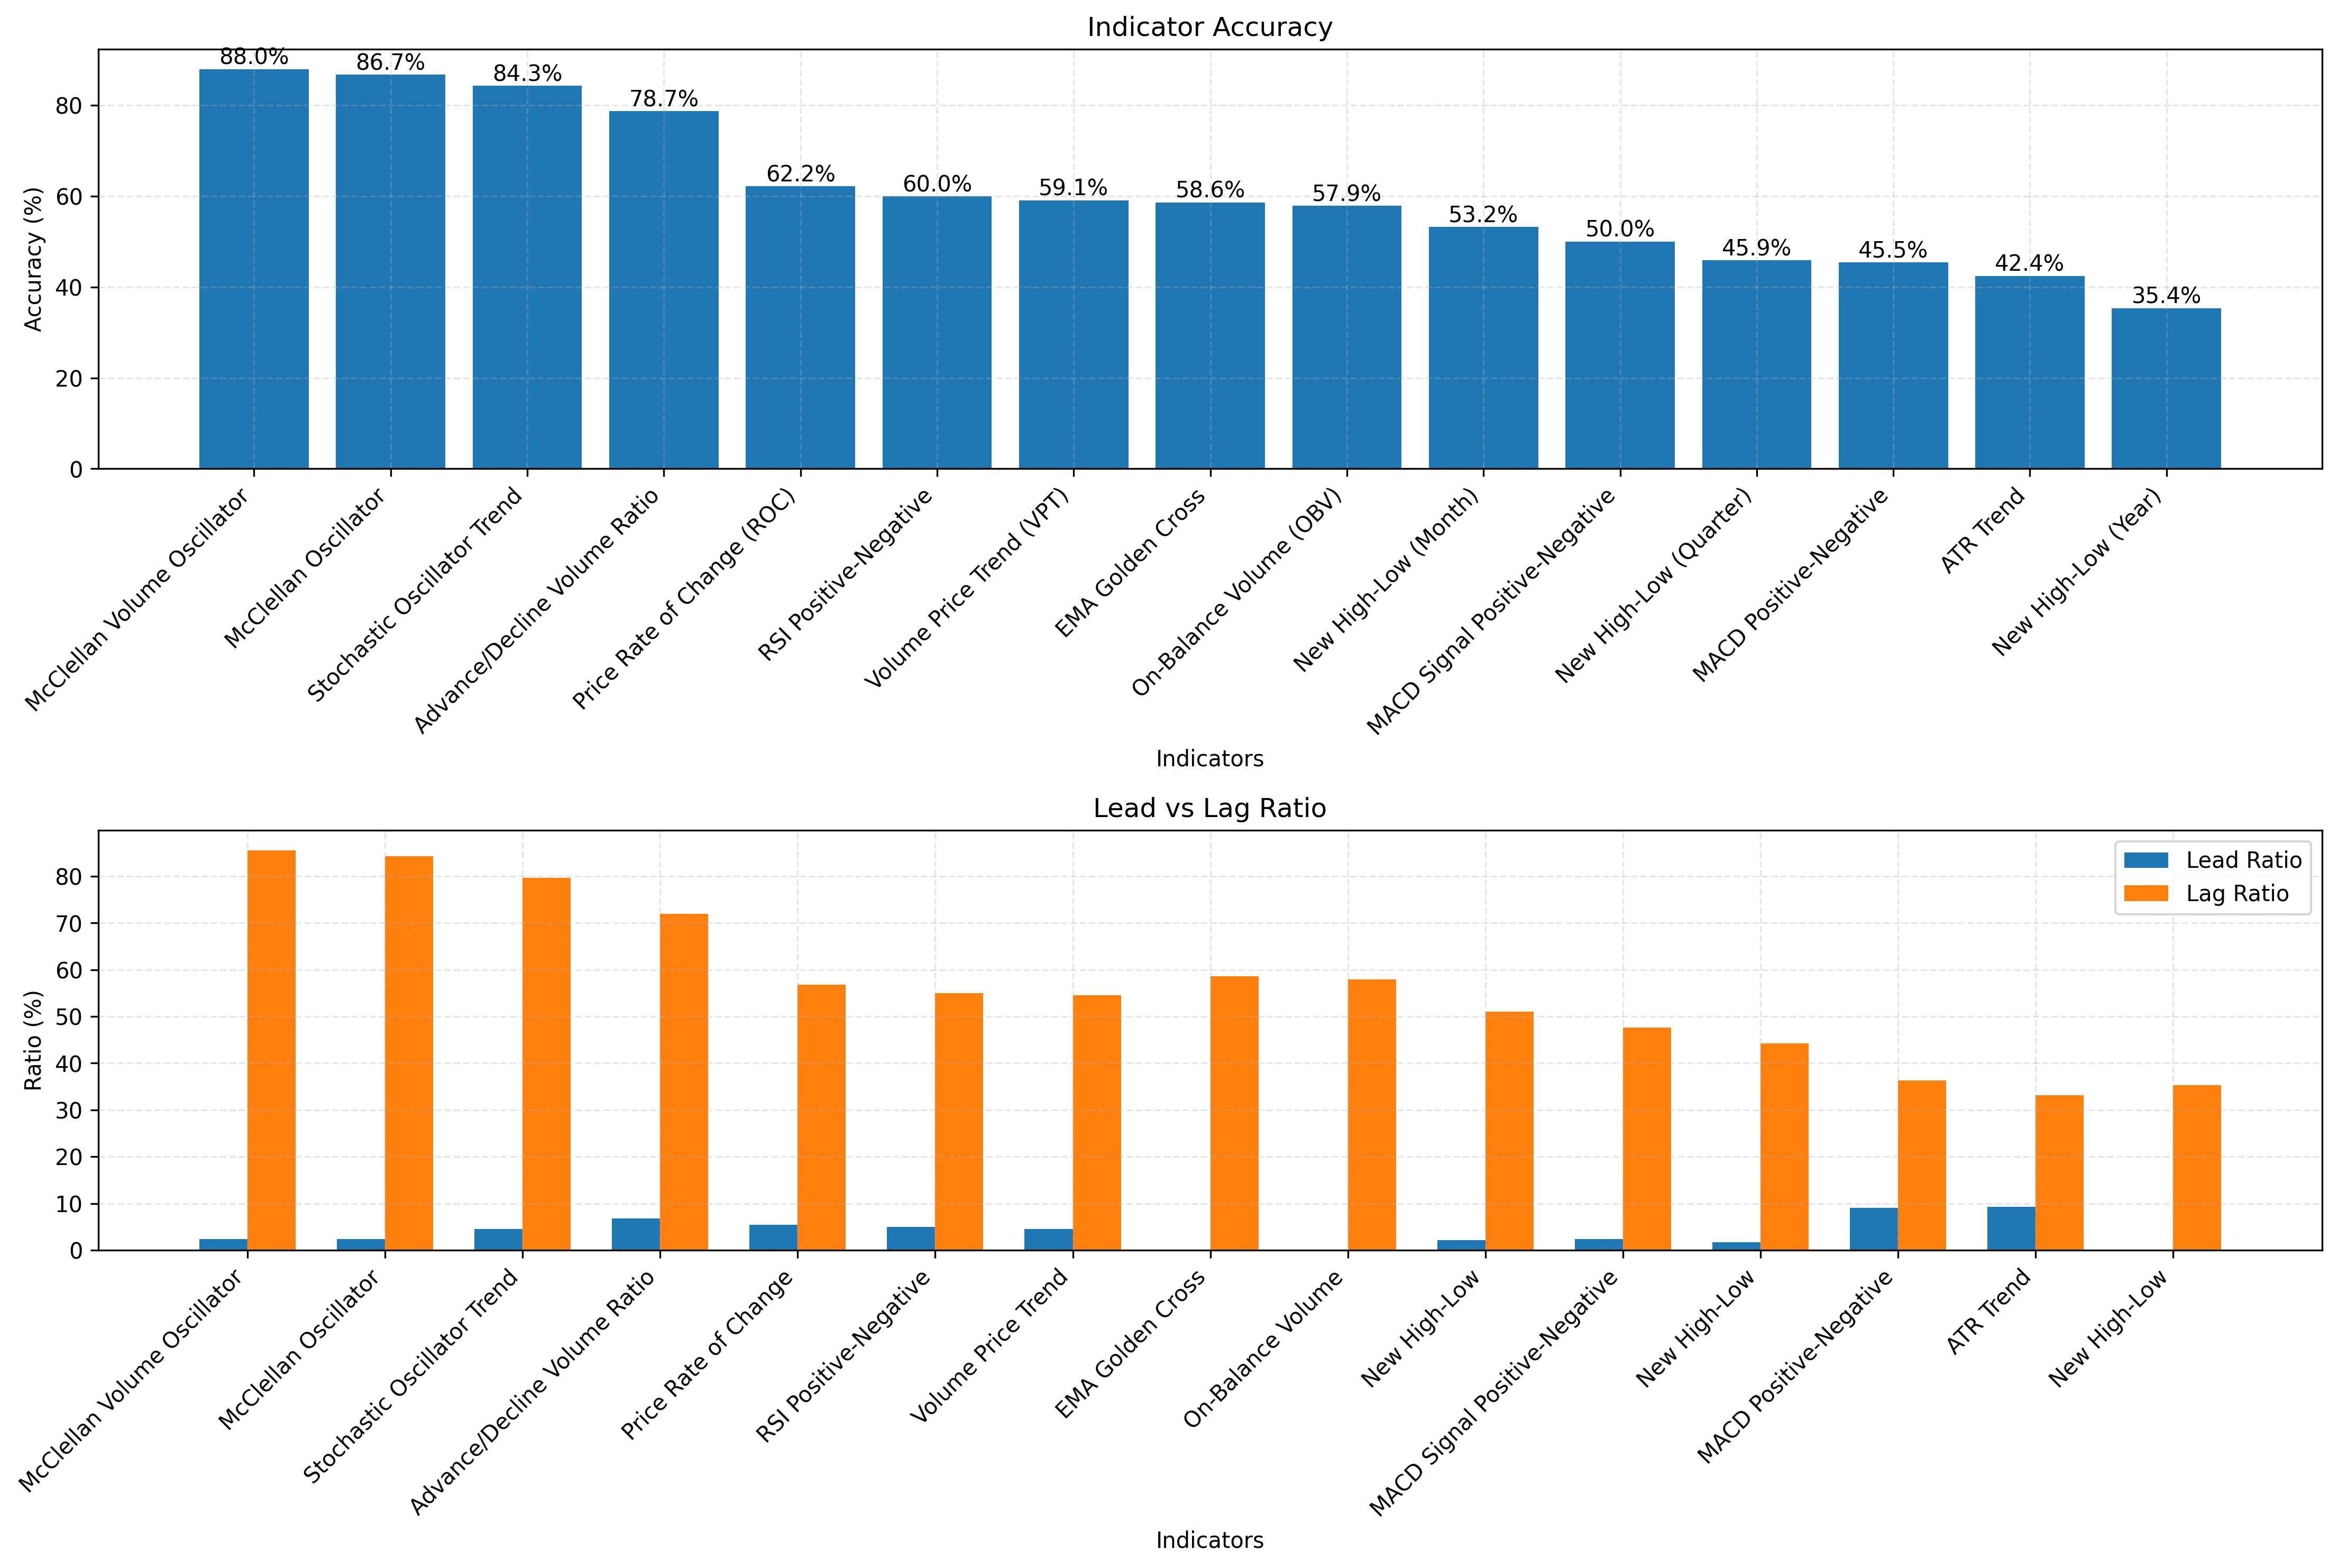 Indicator Accuracy
88.0%
86.7%
84.3%
78.7%
62.2%
60.0%
59.1%
58.6%
57.9%
53.2%
50.0%
45.9%
45.5%
42.4%
35.4%
Accuracy (%)
80
60
40
20
0
McClellan Volume Oscillator
McClellan Oscillator
Stochastic Oscillator Trend
Advance/Decline Volume Ratio
Price Rate of Change (ROC)
RSI Positive-Negative
Volume Price Trend (VPT)
EMA Golden Cross
On-Balance Volume (OBV)
New High-Low (Month)
MACD Signal Positive-Negative
New High-Low (Quarter)
MACD Positive-Negative
ATR Trend
New High-Low (Year)
Indicators
Lead vs Lag Ratio
Lead Ratio
Lag Ratio
Ratio (%)
80
70
60
50
40
30
20
10
0
McClellan Volume Oscillator
McClellan Oscillator
Stochastic Oscillator Trend
Advance/Decline Volume Ratio
Price Rate of Change
RSI Positive-Negative
Volume Price Trend
EMA Golden Cross
On-Balance Volume
New High-Low
MACD Signal Positive-Negative
New High-Low
MACD Positive-Negative
ATR Trend
New High-Low
Indicators